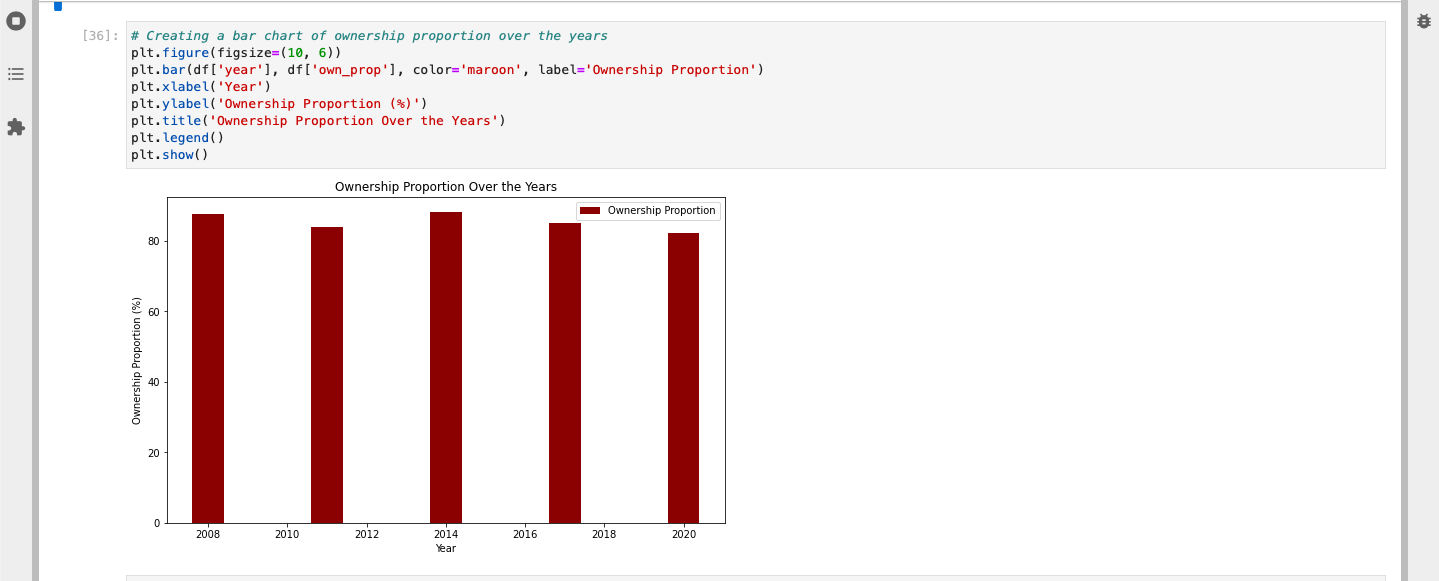 [36]:
# Creating a bar chart of ownership proportion over the years
plt.figure(figsize=(10, 6))
plt.bar(df['year'], df['own_prop'], color='maroon', label='Ownership Proportion')
plt.xlabel('Year')
plt.ylabel('Ownership Proportion (%)')
plt.title('Ownership Proportion Over the Years')
plt.legend()
plt.show()
Ownership Proportion Over the Years
Ownership Proportion
80
60
40
20
0
Ownership Proportion (%)
2008 2010 2012 2014 2016 2018 2020
Year